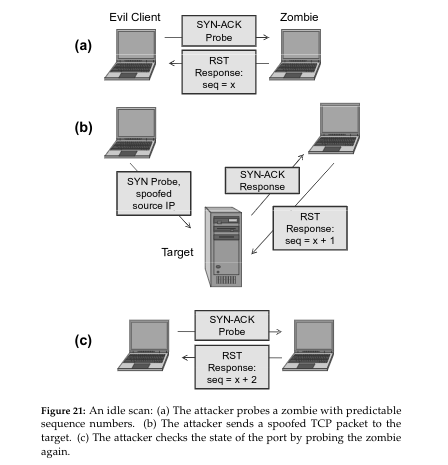 Evil Client
Zombie
(a)
SYN-ACK
Probe
RST
Response:
seq = x
(b)
SYN Probe,
spoofed
source IP
SYN-ACK
Response
RST
Response:
seq = x + 1
Target
(c)
SYN-ACK
Probe
RST
Response:
seq = x + 2
Figure 21: An idle scan: (a) The attacker probes a zombie with predictable
sequence numbers. (b) The attacker sends a spoofed TCP packet to the
target. (c) The attacker checks the state of the port by probing the zombie
again.